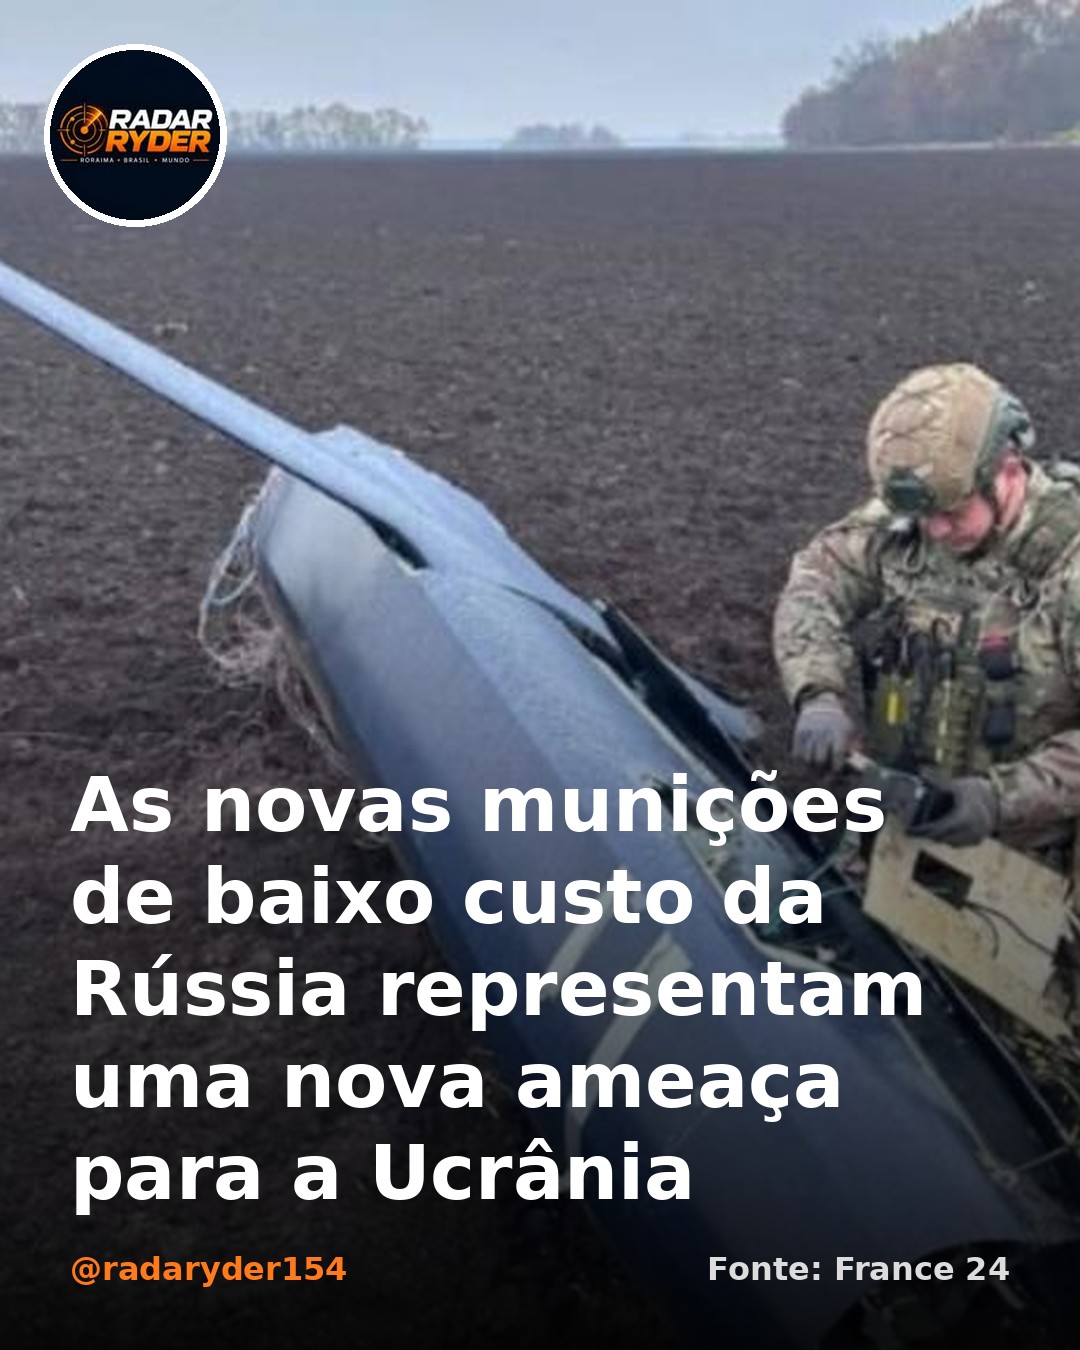 RADAR
RYDER
RORAIMA • BRASIL • MUNDO
As novas munições
de baixo custo da
Rússia representam
uma nova ameaça
para a Ucrânia
@radaryder154
Fonte: France 24